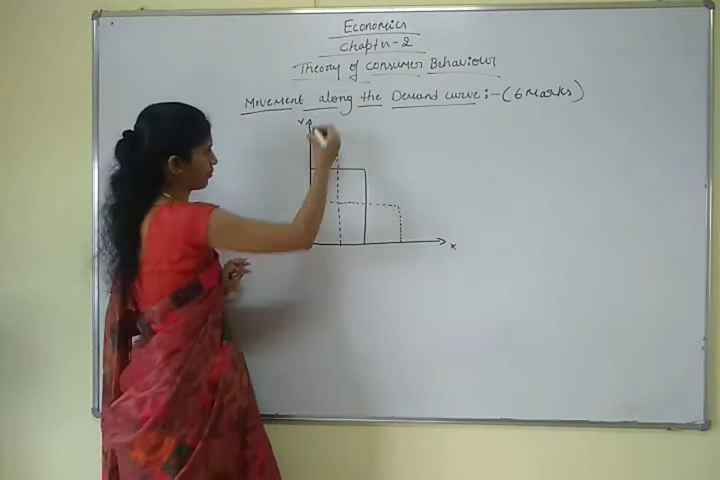 Economics
Chapter-2
Theory of Consumer Behaviour
Movement along the Demand curve:-(6 Marks)
Y
X